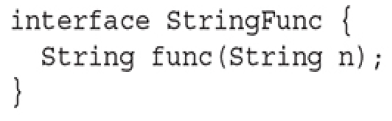 interface StringFunc {
  String func(String n);
}